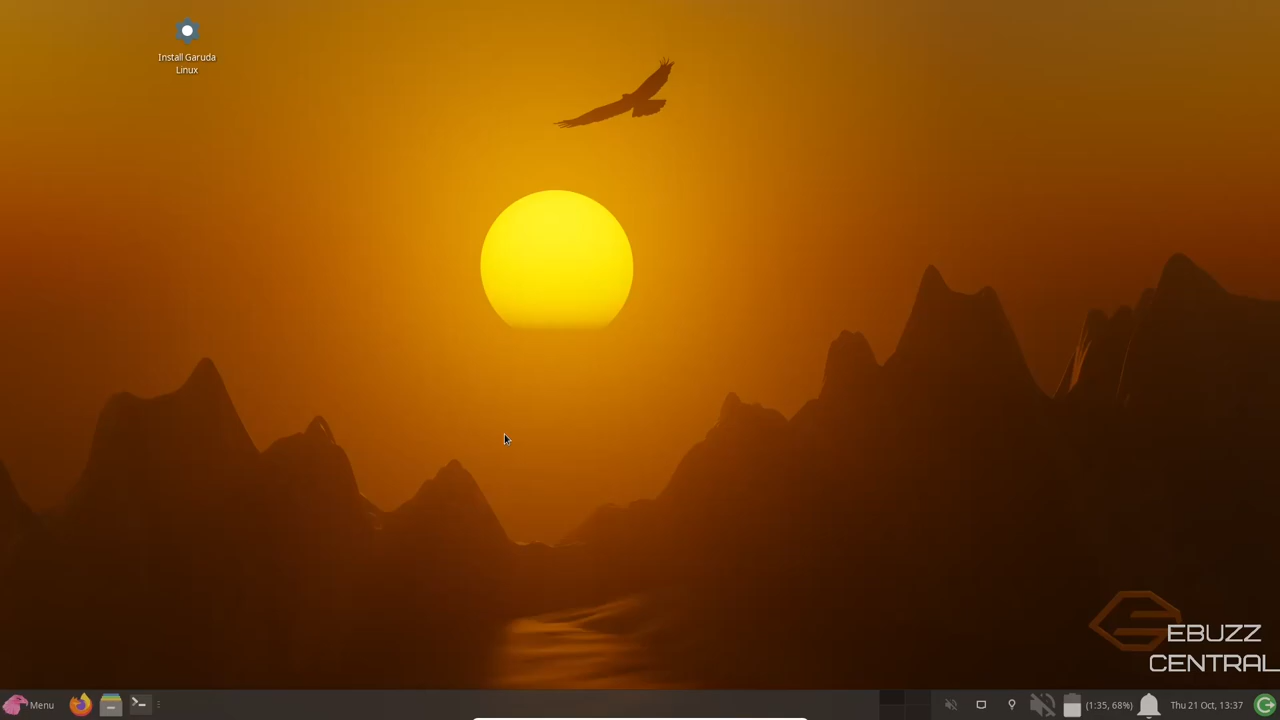 Install Garuda
Linux
EBUZZ
CENTRAL
Menu
(1:35, 68%)
Thu 21 Oct, 13:37